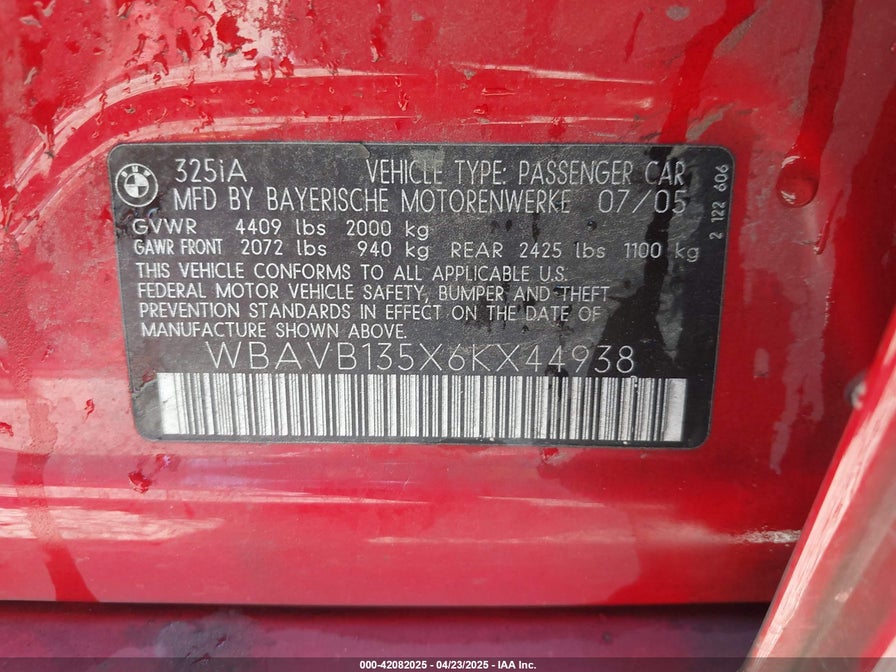 325iA VEHICLE TYPE: PASSENGER CAR
MFD BY BAYERISCHE MOTORENWERKE 07/05
GVWR 4409 lbs 2000 kg
GAWR FRONT 2072 lbs 940 kg REAR 2425 lbs 1100 kg
THIS VEHICLE CONFORMS TO ALL APPLICABLE U.S.
FEDERAL MOTOR VEHICLE SAFETY, BUMPER AND THEFT
PREVENTION STANDARDS IN EFFECT ON THE DATE OF
MANUFACTURE SHOWN ABOVE.
WBAVB135X6KX44938
2 122 606
000-42082025 - 04/23/2025 - IAA Inc.